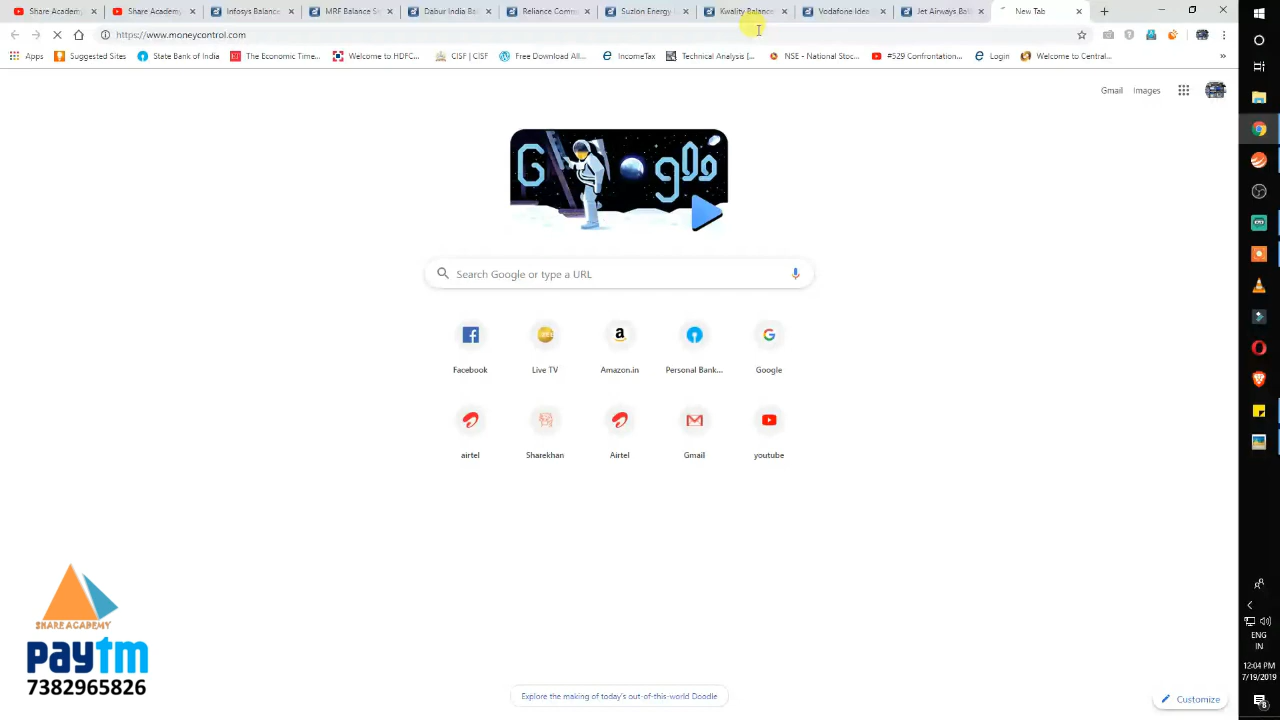 Share Academy
Share Academy
Infosys Balance
MRF Balance S
Dabur India Ba
Reliance Comm
Suzlon Energy
Kwality Balance
Vodafone Idea
Jet Airways Bal
New Tab
https://www.moneycontrol.com
Apps
Suggested Sites
State Bank of India
The Economic Time...
Welcome to HDFC...
CISF | CISF
Free Download All...
IncomeTax
Technical Analysis [...
NSE - National Stoc...
#529 Confrontation...
Login
Welcome to Central...
»
Gmail
Images
Search Google or type a URL
Facebook
Live TV
Amazon.in
Personal Bank...
Google
airtel
Sharekhan
Airtel
Gmail
youtube
SHARE ACADEMY
paytm
7382965826
Explore the making of today's out-of-this-world Doodle
Customize
ENG
IN
12:04 PM
7/19/2019
8